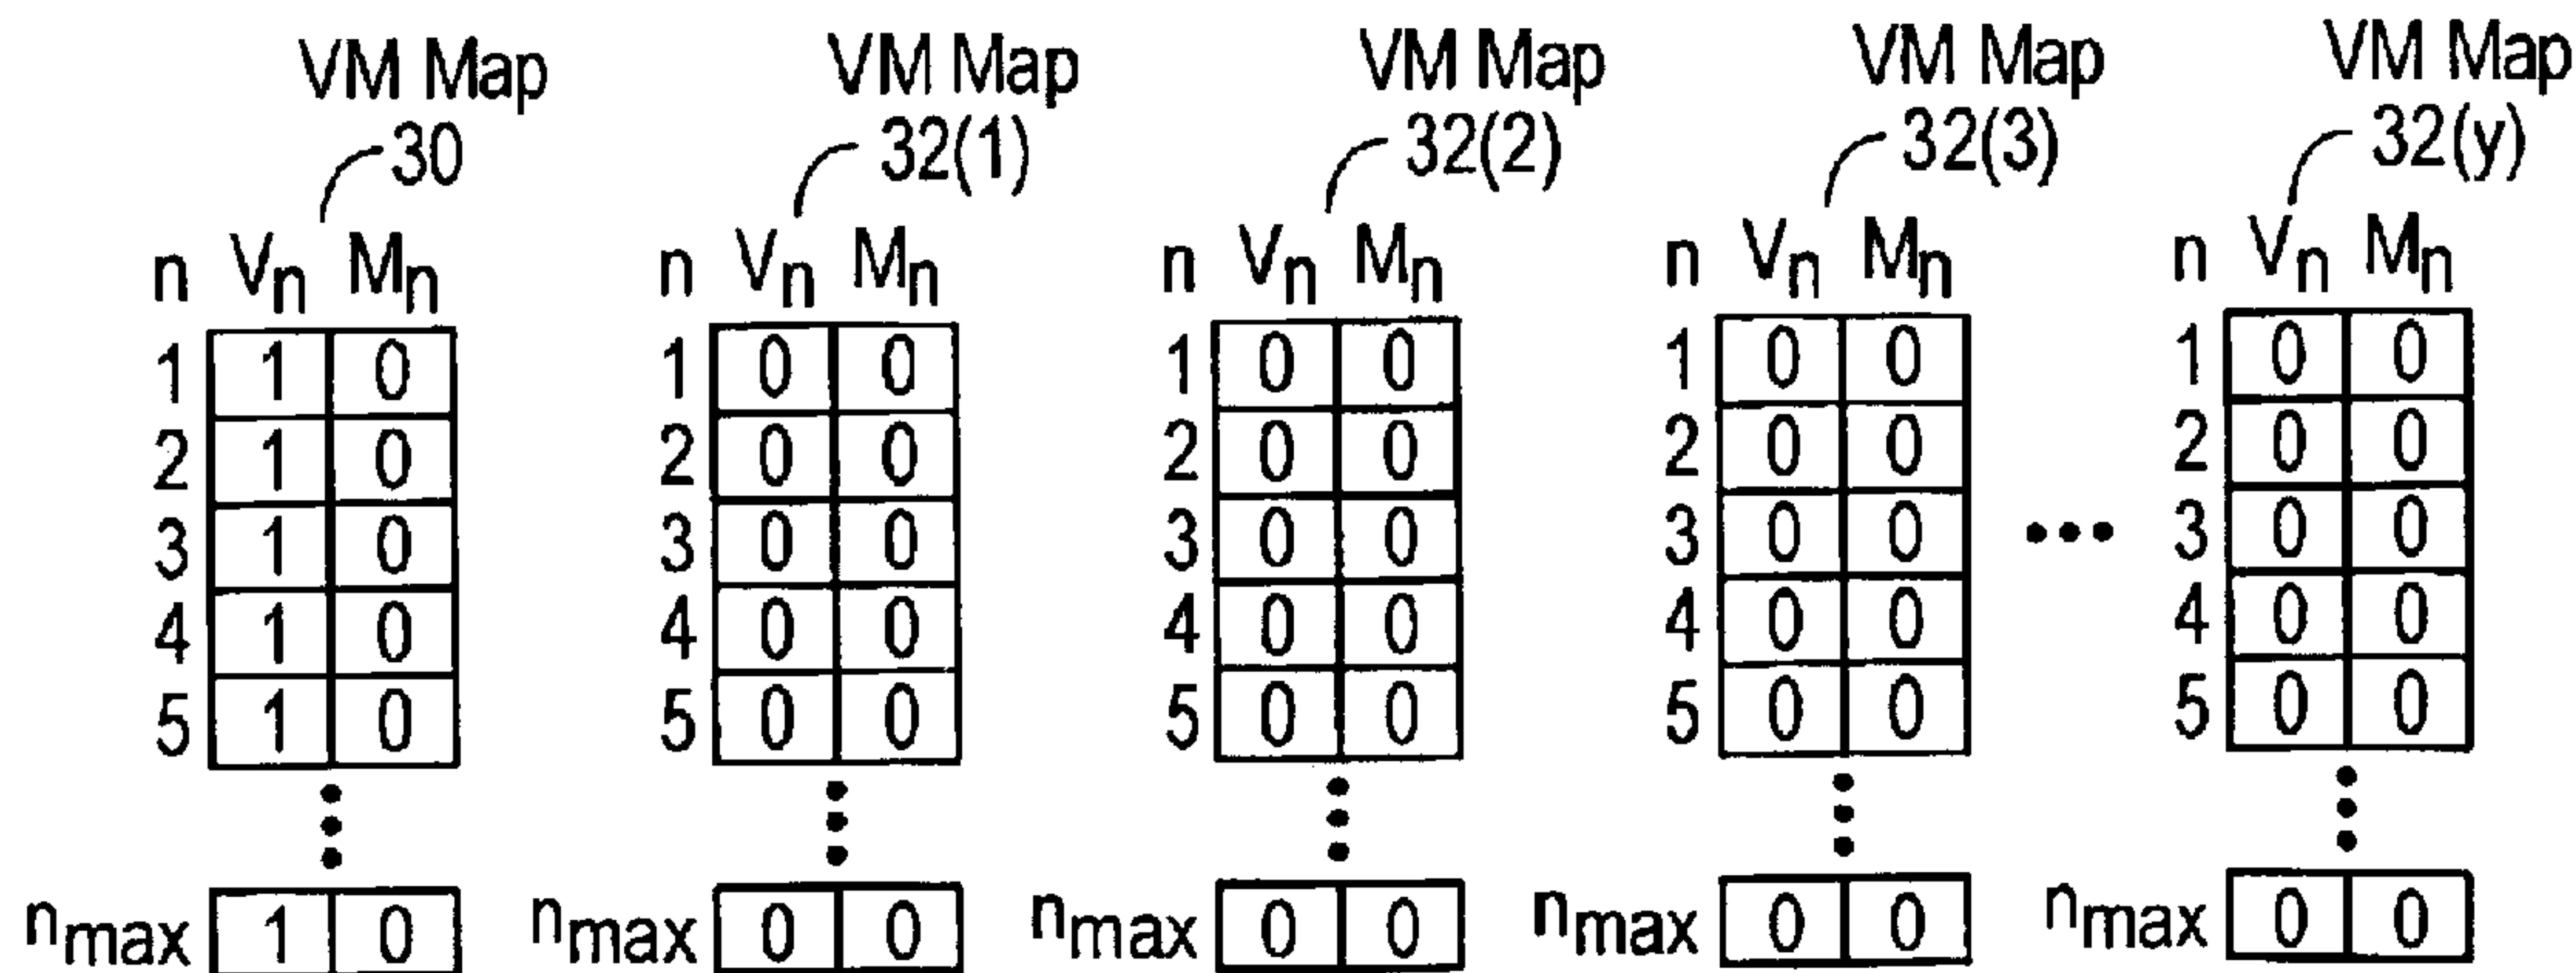 VM Map VM Map VM Map VM Map VM Map
30 32(1) 32(2) 32(3) 32(y)
n Vn Mn n Vn Mn n Vn Mn n Vn Mn n Vn Mn
1 1 0 1 0 0 1 0 0 1 0 0 1 0 0
2 1 0 2 0 0 2 0 0 2 0 0 2 0 0
3 1 0 3 0 0 3 0 0 3 0 0 ••• 3 0 0
4 1 0 4 0 0 4 0 0 4 0 0 4 0 0
5 1 0 5 0 0 5 0 0 5 0 0 5 0 0
nmax 1 0 nmax 0 0 nmax 0 0 nmax 0 0 nmax 0 0